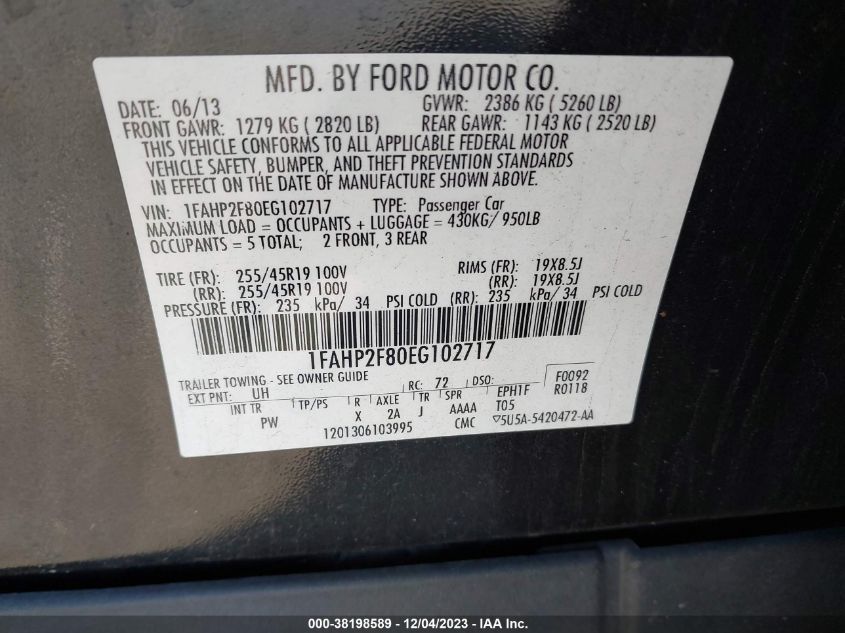 MFD. BY FORD MOTOR CO.
DATE: 06/13 GVWR: 2386 KG ( 5260 LB)
FRONT GAWR: 1279 KG ( 2820 LB) REAR GAWR: 1143 KG ( 2520 LB)
THIS VEHICLE CONFORMS TO ALL APPLICABLE FEDERAL MOTOR
VEHICLE SAFETY, BUMPER, AND THEFT PREVENTION STANDARDS
IN EFFECT ON THE DATE OF MANUFACTURE SHOWN ABOVE.
VIN: 1FAHP2F80EG102717 TYPE: Passenger Car
MAXIMUM LOAD = OCCUPANTS + LUGGAGE = 430KG/ 950LB
OCCUPANTS = 5 TOTAL; 2 FRONT, 3 REAR
TIRE (FR): 255/45R19 100V RIMS (FR): 19X8.5J
(RR): 255/45R19 100V (RR): 19X8.5J
PRESSURE (FR): 235 kPa/ 34 PSI COLD (RR): 235 kPa/ 34 PSI COLD
1FAHP2F80EG102717
TRAILER TOWING - SEE OWNER GUIDE
EXT PNT: UH RC: 72 DSO: F0092
INT TR TP/PS R AXLE TR SPR EPH1F R0118
PW X 2A J AAAA T05
1201306103995 CMC 5U5A-5420472-AA
000-38198589 - 12/04/2023 - IAA Inc.